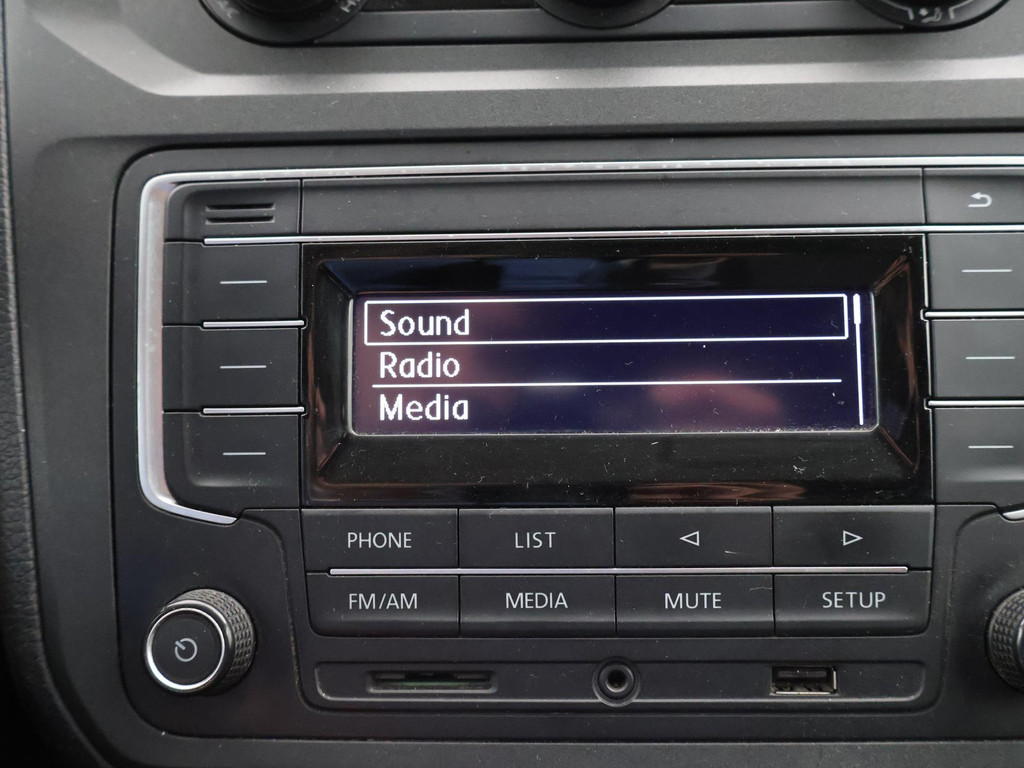 Sound
Radio
Media
PHONE LIST
FM/AM MEDIA MUTE SETUP